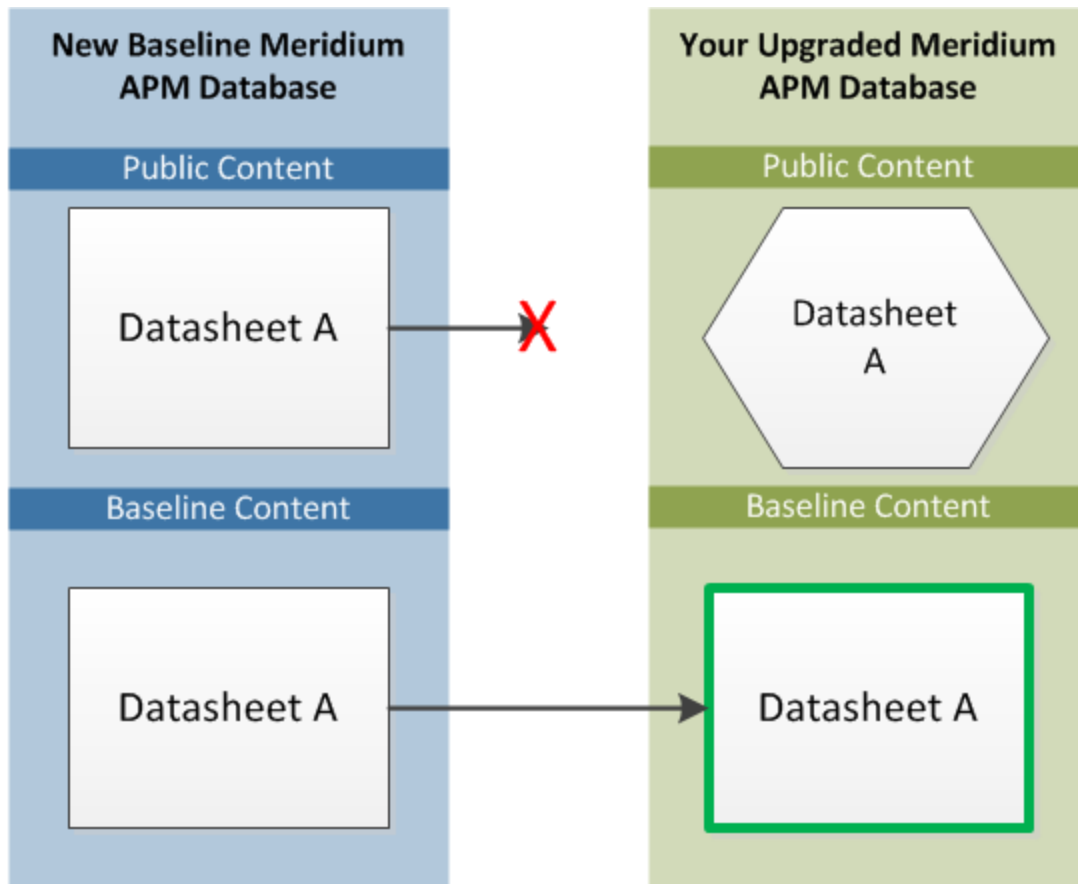 New Baseline Meridium
APM Database
Public Content
Datasheet A
Baseline Content
Datasheet A
Your Upgraded Meridium
APM Database
Public Content
Datasheet
A
Baseline Content
Datasheet A